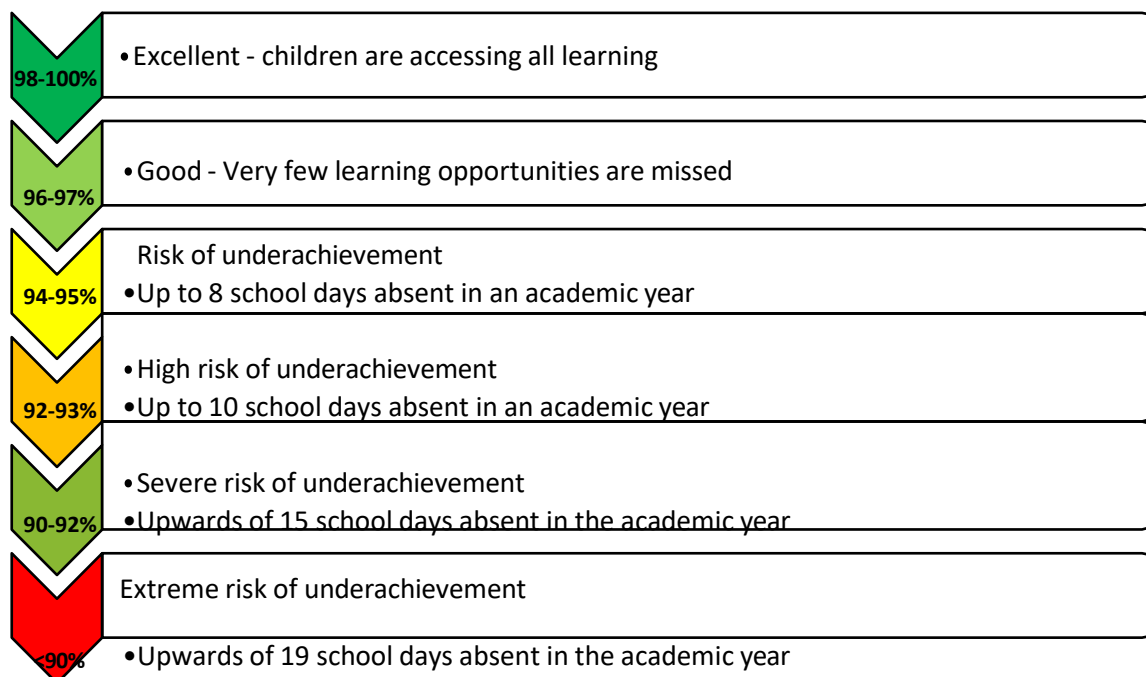 98-100%
•Excellent - children are accessing all learning
96-97%
•Good - Very few learning opportunities are missed
Risk of underachievement
94-95%
•Up to 8 school days absent in an academic year
•High risk of underachievement
92-93%
•Up to 10 school days absent in an academic year
•Severe risk of underachievement
90-92%
•Upwards of 15 school days absent in the academic year
Extreme risk of underachievement
<90%
•Upwards of 19 school days absent in the academic year